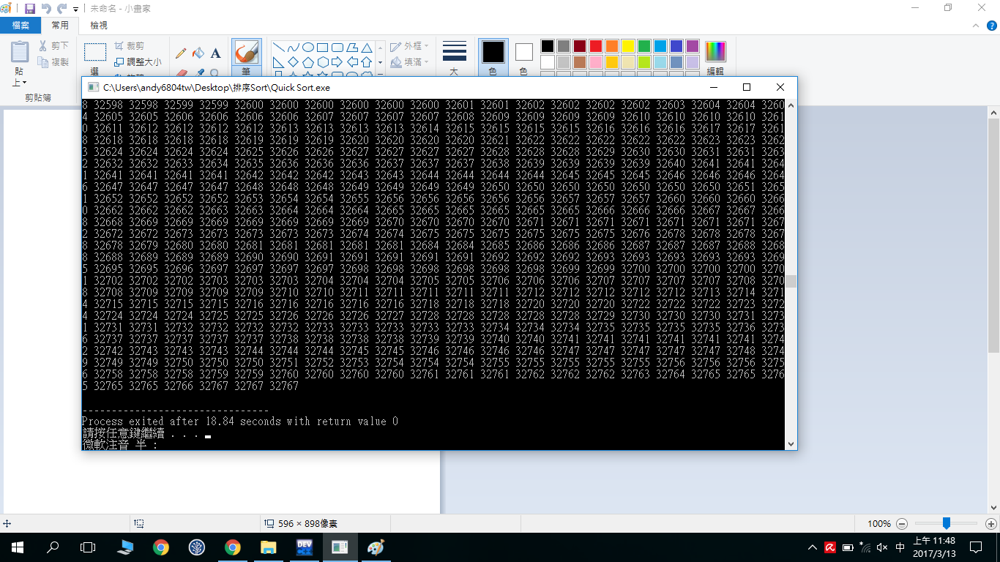 未命名 - 小畫家
檔案 常用 檢視
剪下
複製
貼上
剪貼簿
選
裁剪
調整大小
A
筆
外框
填滿
大
色
色
編輯
C:\Users\andy6804tw\Desktop\排序Sort\Quick Sort.exe
8 32598 32598 32599 32599 32600 32600 32600 32600 32600 32600 32601 32601 32602 32602 32602 32602 32603 32604 32604 3260
4 32605 32605 32606 32606 32606 32606 32607 32607 32607 32607 32608 32609 32609 32609 32609 32610 32610 32610 32610 3261
0 32611 32612 32612 32612 32612 32613 32613 32613 32613 32614 32615 32615 32615 32615 32616 32616 32616 32617 32617 3261
8 32618 32618 32618 32618 32619 32619 32619 32620 32620 32620 32620 32621 32622 32622 32622 32622 32622 32623 32623 3262
3 32624 32624 32624 32624 32625 32626 32626 32627 32627 32627 32627 32628 32628 32628 32629 32630 32630 32631 32631 3263
2 32632 32632 32633 32634 32635 32636 32636 32636 32637 32637 32637 32638 32639 32639 32639 32639 32640 32641 32641 3264
1 32641 32641 32641 32641 32642 32642 32642 32643 32643 32644 32644 32644 32644 32645 32645 32645 32646 32646 32646 3264
6 32647 32647 32647 32647 32648 32648 32648 32649 32649 32649 32649 32650 32650 32650 32650 32650 32650 32650 32651 3265
1 32652 32652 32652 32652 32653 32654 32654 32655 32656 32656 32656 32656 32656 32657 32657 32657 32660 32660 32660 3266
0 32662 32662 32662 32663 32663 32664 32664 32664 32665 32665 32665 32665 32665 32665 32666 32666 32666 32667 32667 3266
8 32668 32669 32669 32669 32669 32669 32669 32669 32670 32670 32670 32670 32671 32671 32671 32671 32671 32671 32671 3267
2 32672 32672 32673 32673 32673 32673 32673 32674 32674 32675 32675 32675 32675 32675 32675 32676 32678 32678 32678 3267
8 32678 32679 32680 32680 32681 32681 32681 32681 32681 32684 32684 32685 32686 32686 32686 32687 32687 32687 32687 3268
8 32688 32689 32689 32689 32690 32690 32691 32691 32691 32691 32691 32692 32692 32692 32693 32693 32693 32693 32693 3269
5 32695 32695 32696 32697 32697 32697 32697 32698 32698 32698 32698 32698 32698 32699 32699 32700 32700 32700 32700 3270
1 32702 32702 32702 32703 32703 32703 32704 32704 32704 32705 32705 32706 32706 32706 32707 32707 32707 32707 32708 3270
8 32708 32709 32709 32709 32709 32710 32710 32711 32711 32711 32711 32711 32712 32712 32712 32712 32712 32713 32714 3271
4 32715 32715 32715 32715 32716 32716 32716 32716 32716 32718 32718 32718 32720 32720 32720 32722 32722 32722 32723 3272
4 32724 32724 32724 32725 32725 32726 32726 32726 32727 32728 32728 32728 32728 32728 32729 32730 32730 32730 32731 3273
1 32731 32731 32732 32732 32732 32732 32733 32733 32733 32733 32733 32734 32734 32734 32735 32735 32735 32735 32736 3273
6 32737 32737 32737 32737 32737 32738 32738 32738 32738 32739 32739 32740 32740 32741 32741 32741 32741 32741 32741 3274
2 32742 32743 32743 32743 32744 32744 32744 32745 32745 32746 32746 32746 32746 32747 32747 32747 32747 32747 32748 3274
9 32749 32749 32750 32750 32750 32751 32752 32753 32754 32754 32754 32755 32755 32755 32755 32755 32756 32756 32756 3275
6 32758 32758 32758 32759 32759 32760 32760 32760 32760 32761 32761 32761 32762 32762 32762 32763 32764 32765 32765 3276
5 32765 32765 32766 32767 32767 32767
--------------------------------
Process exited after 18.84 seconds with return value 0
請按任意鍵繼續 . . .
微軟注音 半 :
596 × 898像素
100%
DEV
中
上午 11:48
2017/3/13